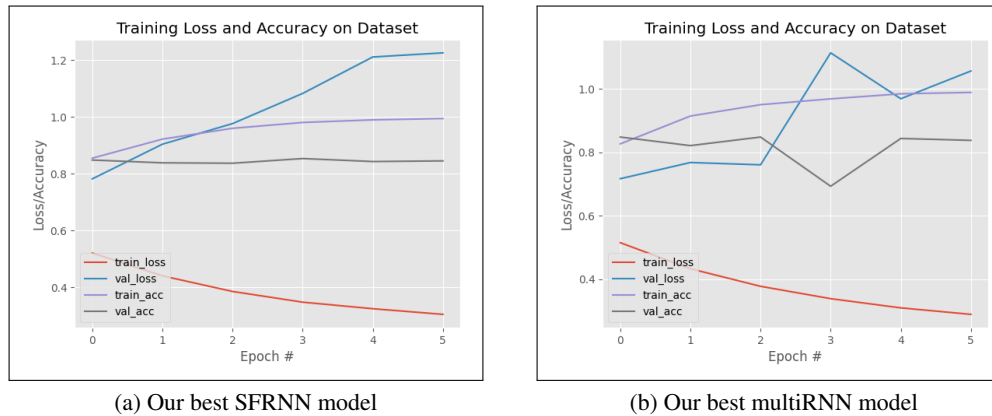 Training Loss and Accuracy on Dataset
1.2
1.0
0.8
0.6
0.4
Loss/Accuracy
train_loss
val_loss
train_acc
val_acc
0 1 2 3 4 5
Epoch #
(a) Our best SFRNN model
Training Loss and Accuracy on Dataset
1.0
0.8
0.6
0.4
Loss/Accuracy
train_loss
val_loss
train_acc
val_acc
0 1 2 3 4 5
Epoch #
(b) Our best multiRNN model